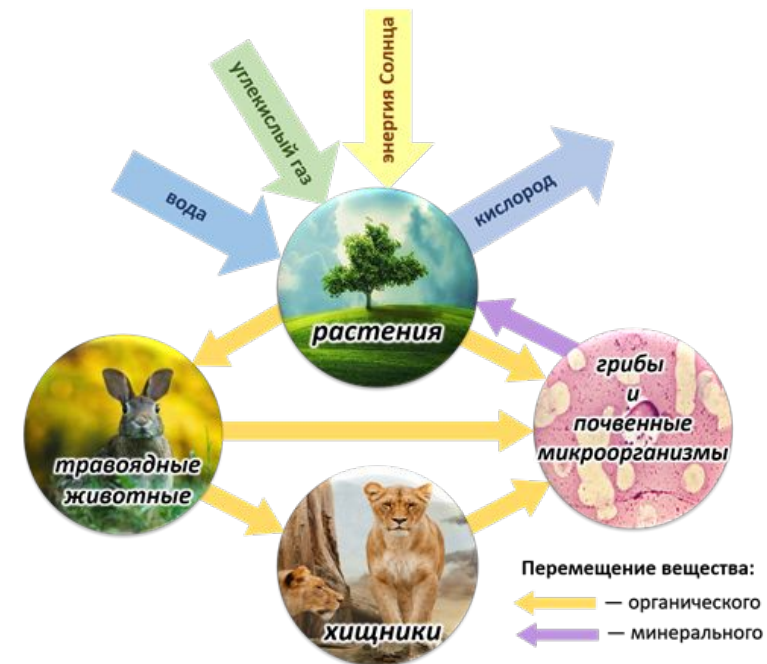 энергия Солнца
углекислый газ
вода
кислород
растения
грибы
и
почвенные
микроорганизмы
травоядные
животные
хищники
Перемещение вещества:
— органического
— минерального